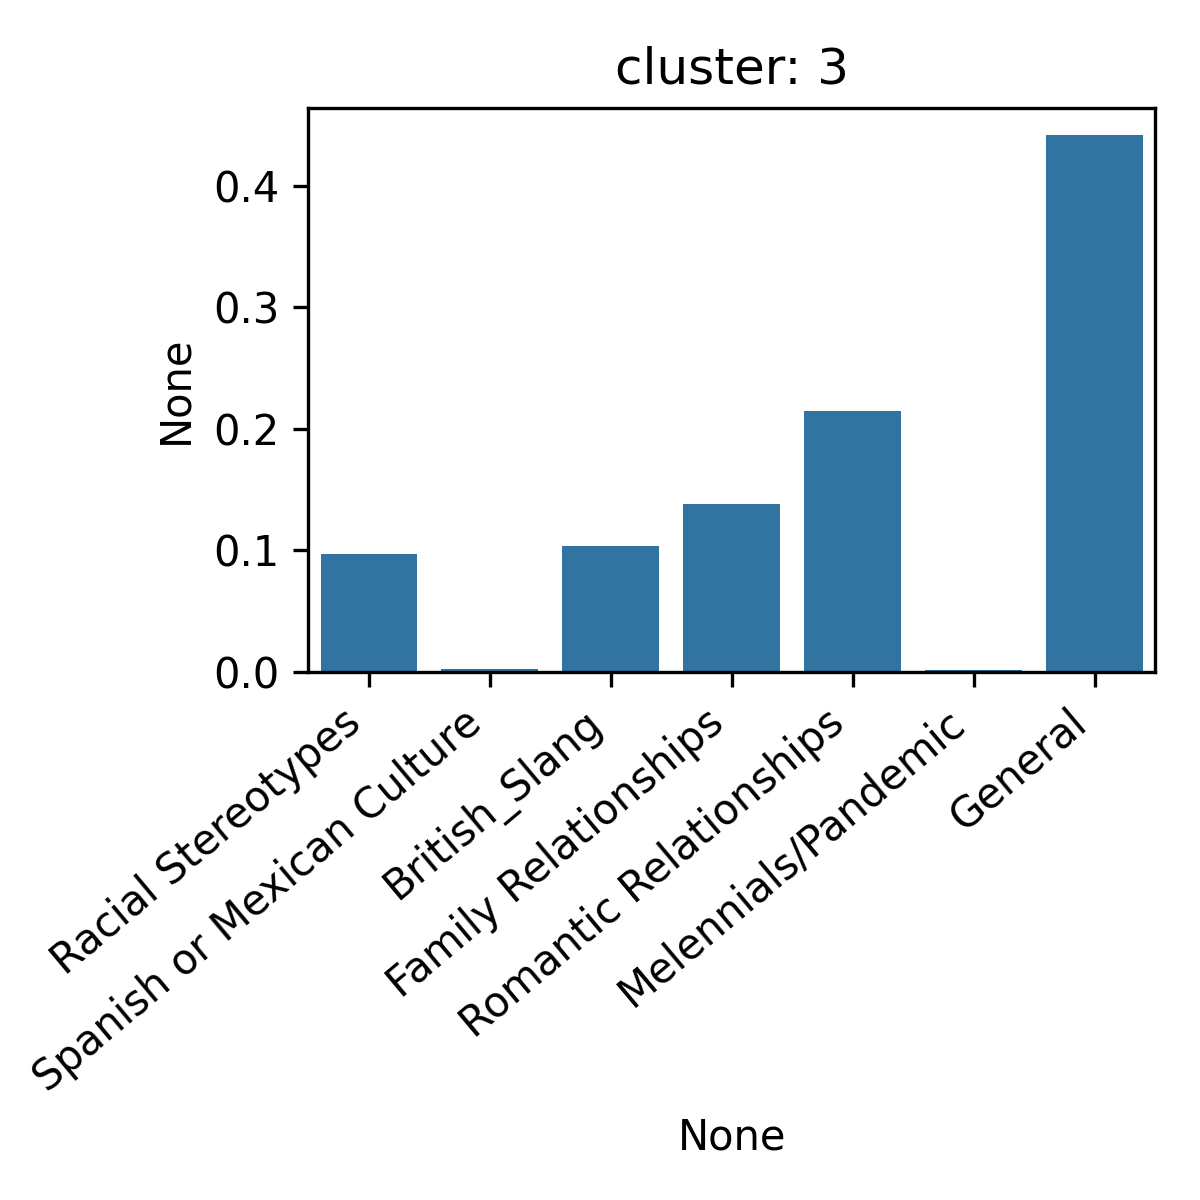 cluster: 3
None
0.4
0.3
0.2
0.1
0.0
Racial Stereotypes
Spanish or Mexican Culture
British_Slang
Family Relationships
Romantic Relationships
Melennials/Pandemic
General
None